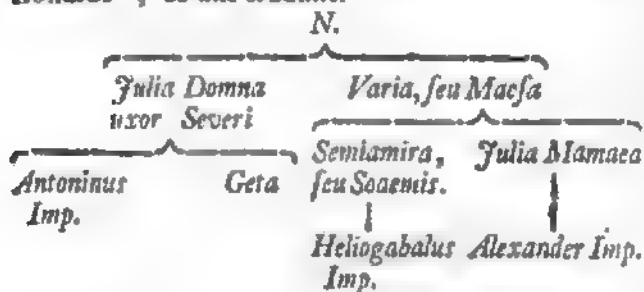 N.
Julia Domna Varia, ſeu Maeſa
uxor Severi
Antoninus Geta Semiamira, Julia Mamaea
Imp. ſeu Soaemis.
Heliogabalus Alexander Imp.
Imp.